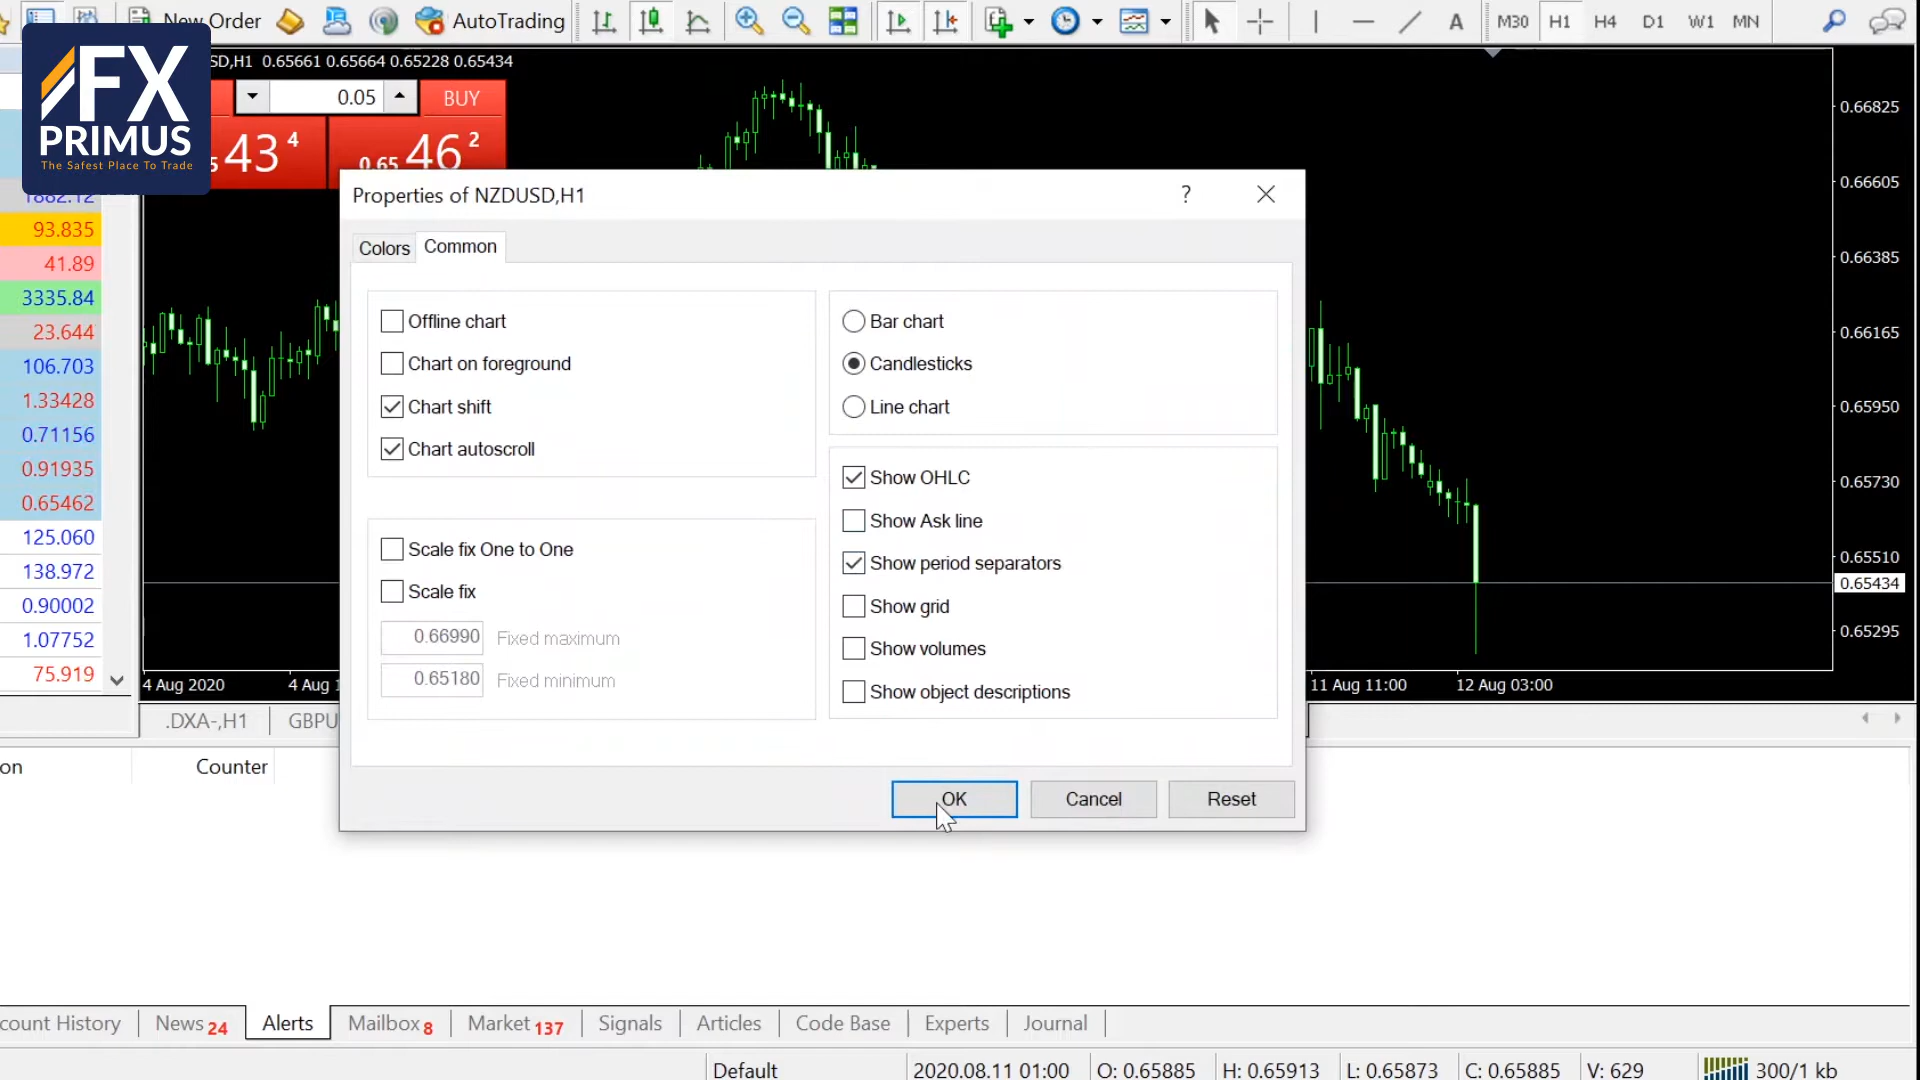 New Order
AutoTrading
A
M30
H1
H4
D1
W1
MN
FX
PRIMUS
The Safest Place To Trade
SD,H1 0.65661 0.65664 0.65228 0.65434
0.05
BUY
5 43 4
0.65 46 2
1882.12
93.835
41.89
3335.84
23.644
106.703
1.33428
0.71156
0.91935
0.65462
125.060
138.972
0.90002
1.07752
75.919
Properties of NZDUSD,H1
?
Colors
Common
Offline chart
Chart on foreground
Chart shift
Chart autoscroll
Scale fix One to One
Scale fix
0.66990 Fixed maximum
0.65180 Fixed minimum
Bar chart
Candlesticks
Line chart
Show OHLC
Show Ask line
Show period separators
Show grid
Show volumes
Show object descriptions
OK
Cancel
Reset
0.66825
0.66605
0.66385
0.66165
0.65950
0.65730
0.65510
0.65434
0.65295
4 Aug 2020
4 Aug 1
11 Aug 11:00
12 Aug 03:00
.DXA-,H1
GBPU
on
Counter
count History
News 24
Alerts
Mailbox 8
Market 137
Signals
Articles
Code Base
Experts
Journal
Default
2020.08.11 01:00
O: 0.65885
H: 0.65913
L: 0.65873
C: 0.65885
V: 629
300/1 kb